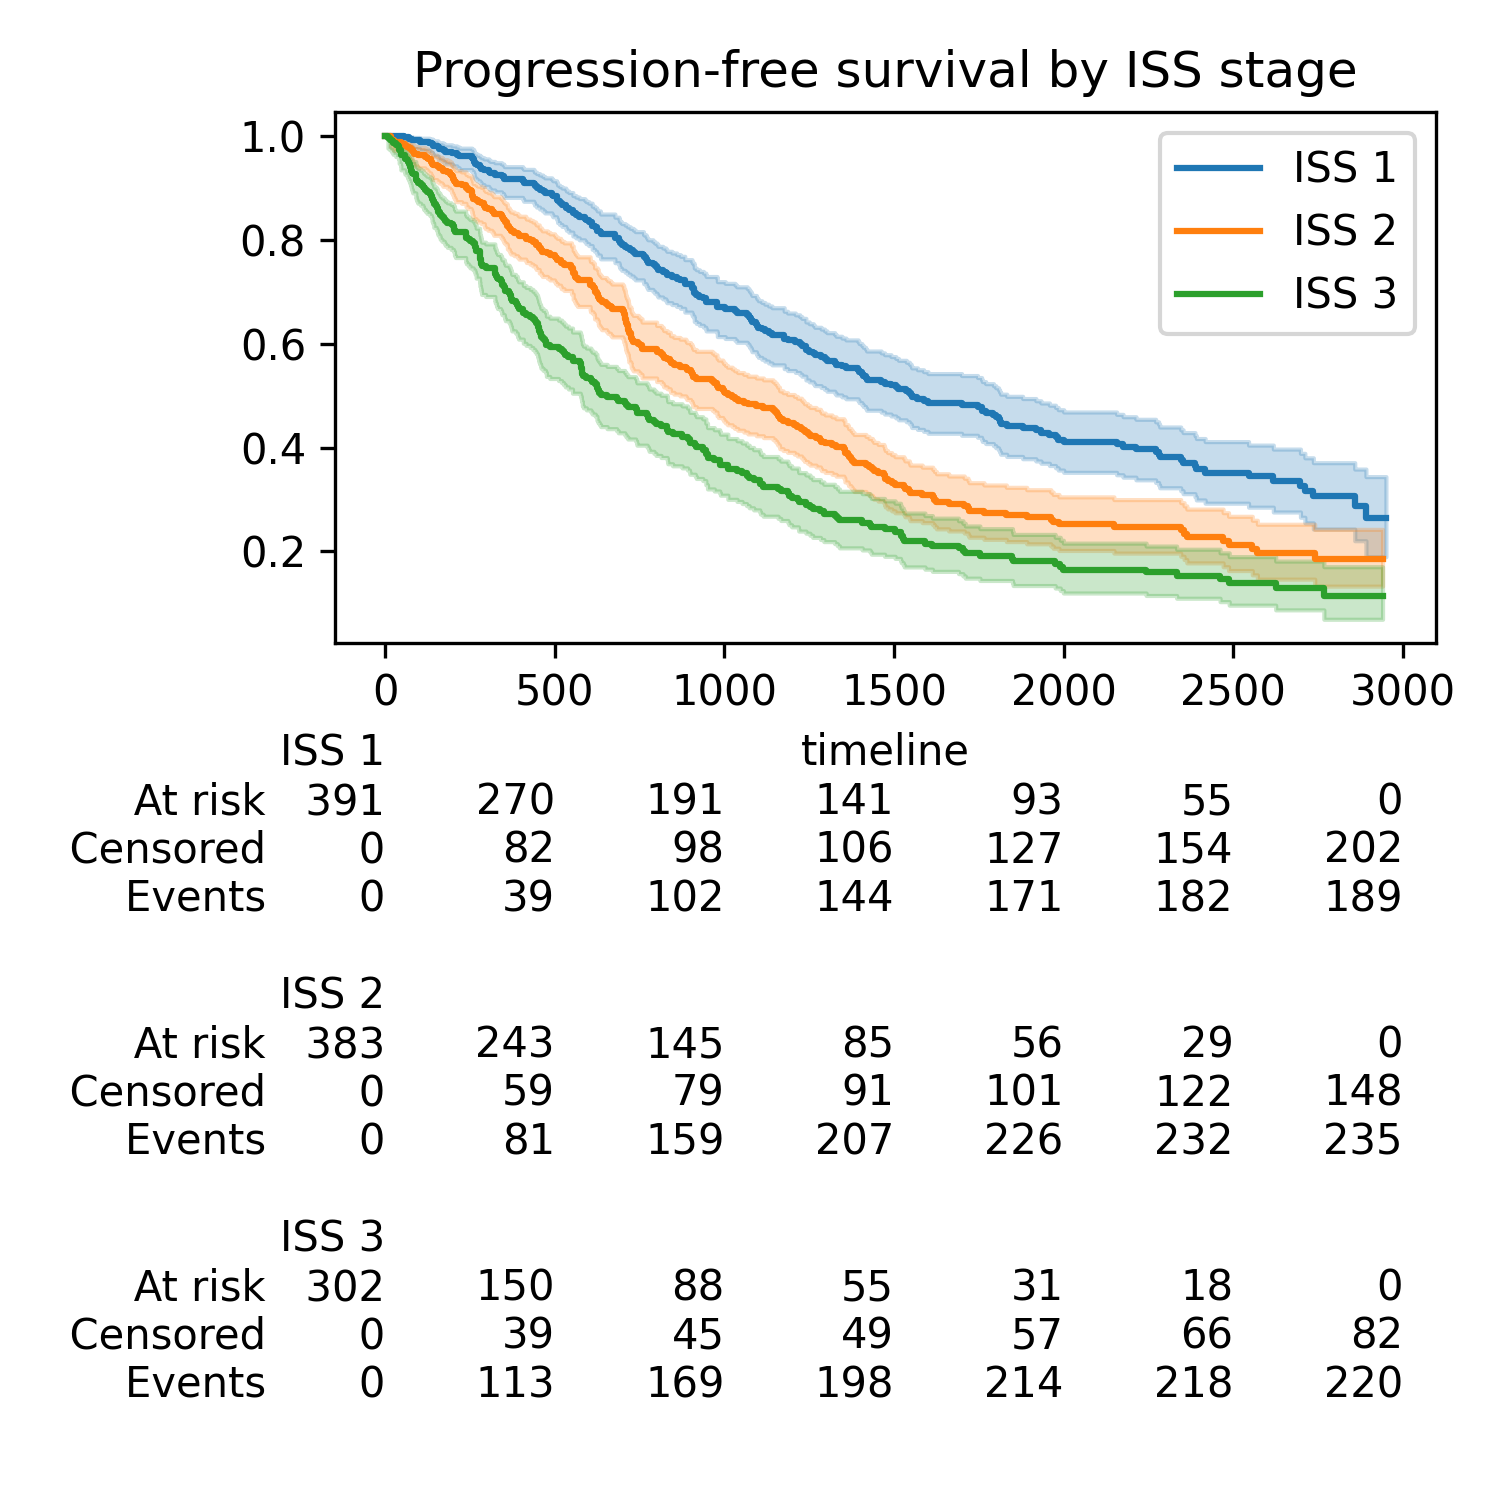 Progression-free survival by ISS stage
ISS 1
ISS 2
ISS 3
1.0
0.8
0.6
0.4
0.2
0 500 1000 1500 2000 2500 3000
timeline
ISS 1
At risk 391 270 191 141 93 55 0
Censored 0 82 98 106 127 154 202
Events 0 39 102 144 171 182 189
ISS 2
At risk 383 243 145 85 56 29 0
Censored 0 59 79 91 101 122 148
Events 0 81 159 207 226 232 235
ISS 3
At risk 302 150 88 55 31 18 0
Censored 0 39 45 49 57 66 82
Events 0 113 169 198 214 218 220